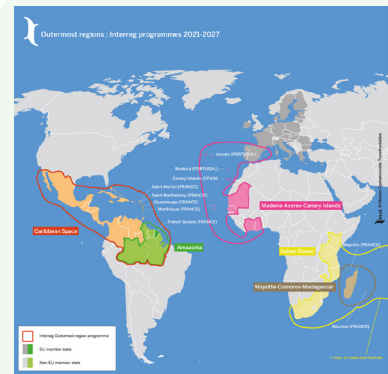 Outermost regions : Interreg programmes 2021-2027
Azores (PORTUGAL)
Madeira (PORTUGAL)
Canary Islands (SPAIN)
Saint-Martin (FRANCE)
Saint-Barthélemy (FRANCE)
Guadeloupe (FRANCE)
Martinique (FRANCE)
French Guiana (FRANCE)
Madeira-Azores-Canary Islands
Caribbean Space
Amazonia
Indian Ocean
Mayotte (FRANCE)
Mayotte-Comoros-Madagascar
Réunion (FRANCE)
Interreg Outermost region programme
EU member state
Non-EU member state